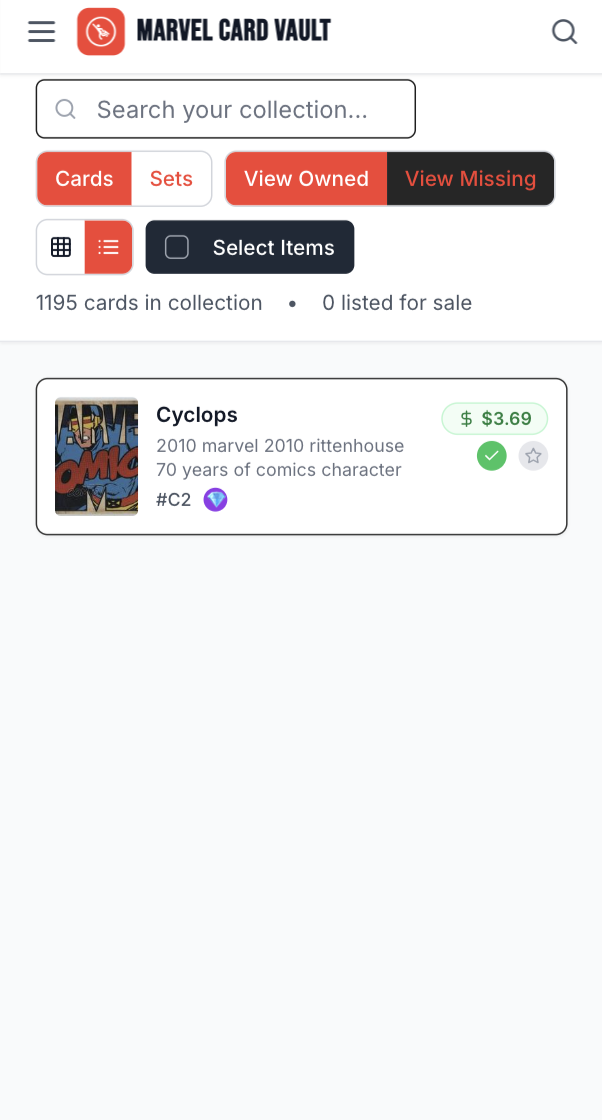 MARVEL CARD VAULT
Search your collection...
Cards Sets View Owned View Missing
Select Items
1195 cards in collection • 0 listed for sale
Cyclops
$ $3.69
2010 marvel 2010 rittenhouse
70 years of comics character
#C2